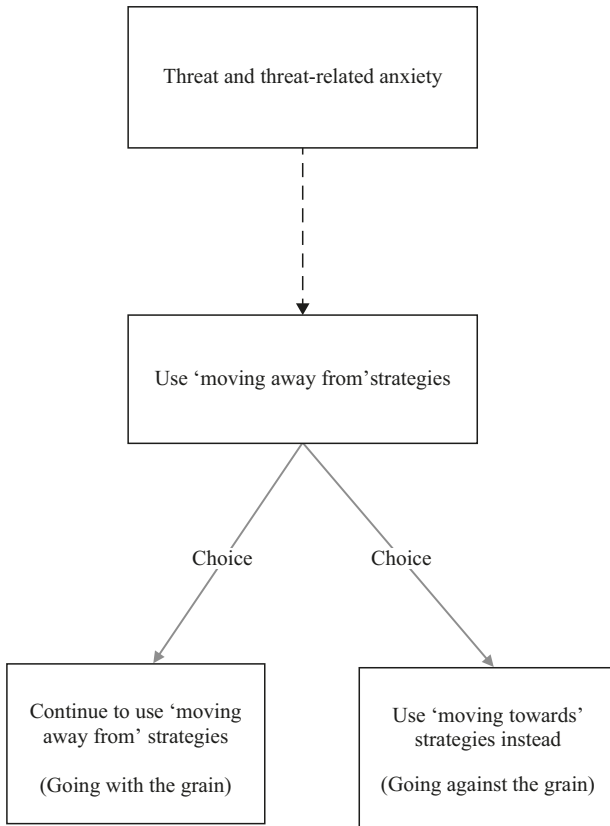 Threat and threat-related anxiety
Use ‘moving away from’strategies
Choice
Choice
Continue to use ‘moving
away from’ strategies
(Going with the grain)
Use ‘moving towards’
strategies instead
(Going against the grain)